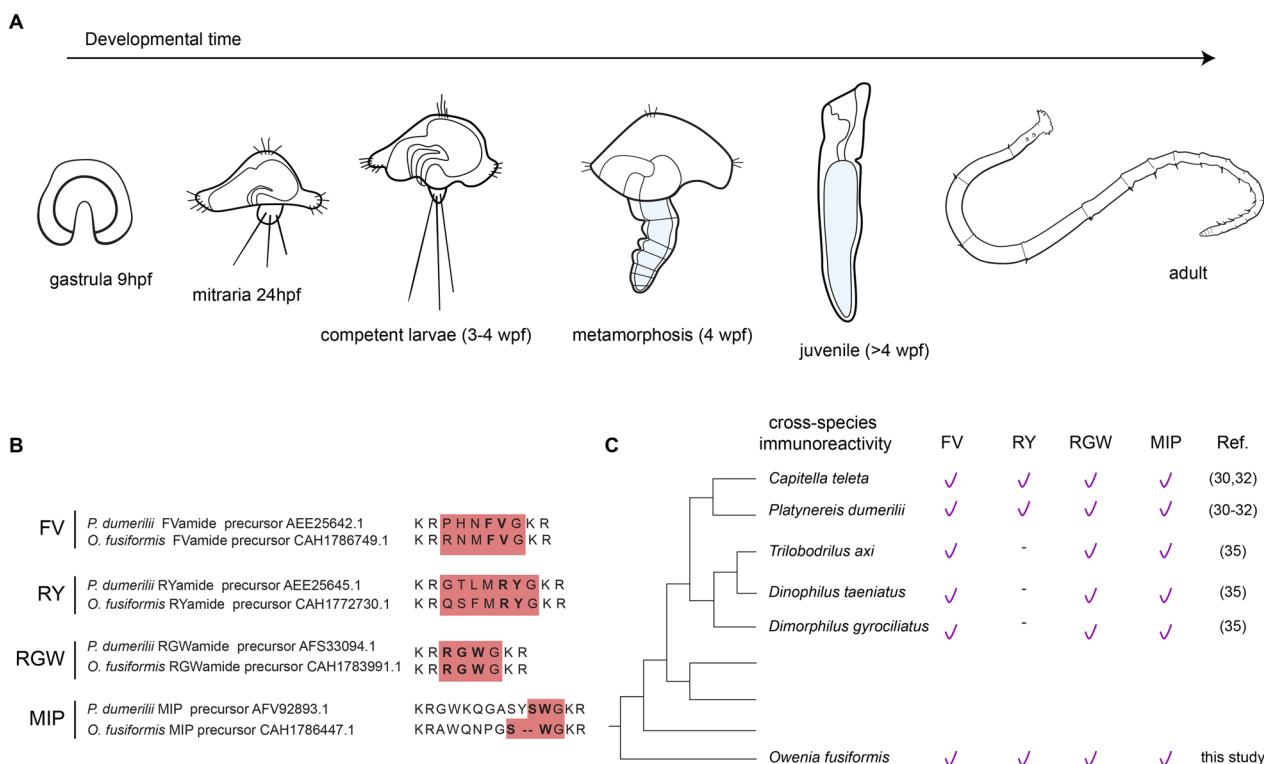 A
Developmental time
gastrula 9hpf
mitraria 24hpf
competent larvae (3-4 wpf)
metamorphosis (4 wpf)
juvenile (>4 wpf)
adult
B
FV
P. dumerilii FVamide precursor AEE25642.1 K R P H N F V G K R
O. fusiformis FVamide precursor CAH1786749.1 K R R N M F V G K R
RY
P. dumerilii RYamide precursor AEE25645.1 K R G T L M R Y G K R
O. fusiformis RYamide precursor CAH1772730.1 K R Q S F M R Y G K R
RGW
P. dumerilii RGWamide precursor AFS33094.1 K R R G W G K R
O. fusiformis RGWamide precursor CAH1783991.1 K R R G W G K R
MIP
P. dumerilii MIP precursor AFV92893.1 KRGWKQGASYSWGKR
O. fusiformis MIP precursor CAH1786447.1 KRAWQNPGS -- WGKR
C
cross-species
immunoreactivity FV RY RGW MIP Ref.
Capitella teleta ✓ ✓ ✓ ✓ (30,32)
Platynereis dumerilii ✓ ✓ ✓ ✓ (30-32)
Trilobodrilus axi ✓ - ✓ ✓ (35)
Dinophilus taeniatus ✓ - ✓ ✓ (35)
Dimorphilus gyrociliatus ✓ - ✓ ✓ (35)
Owenia fusiformis ✓ ✓ ✓ ✓ this study